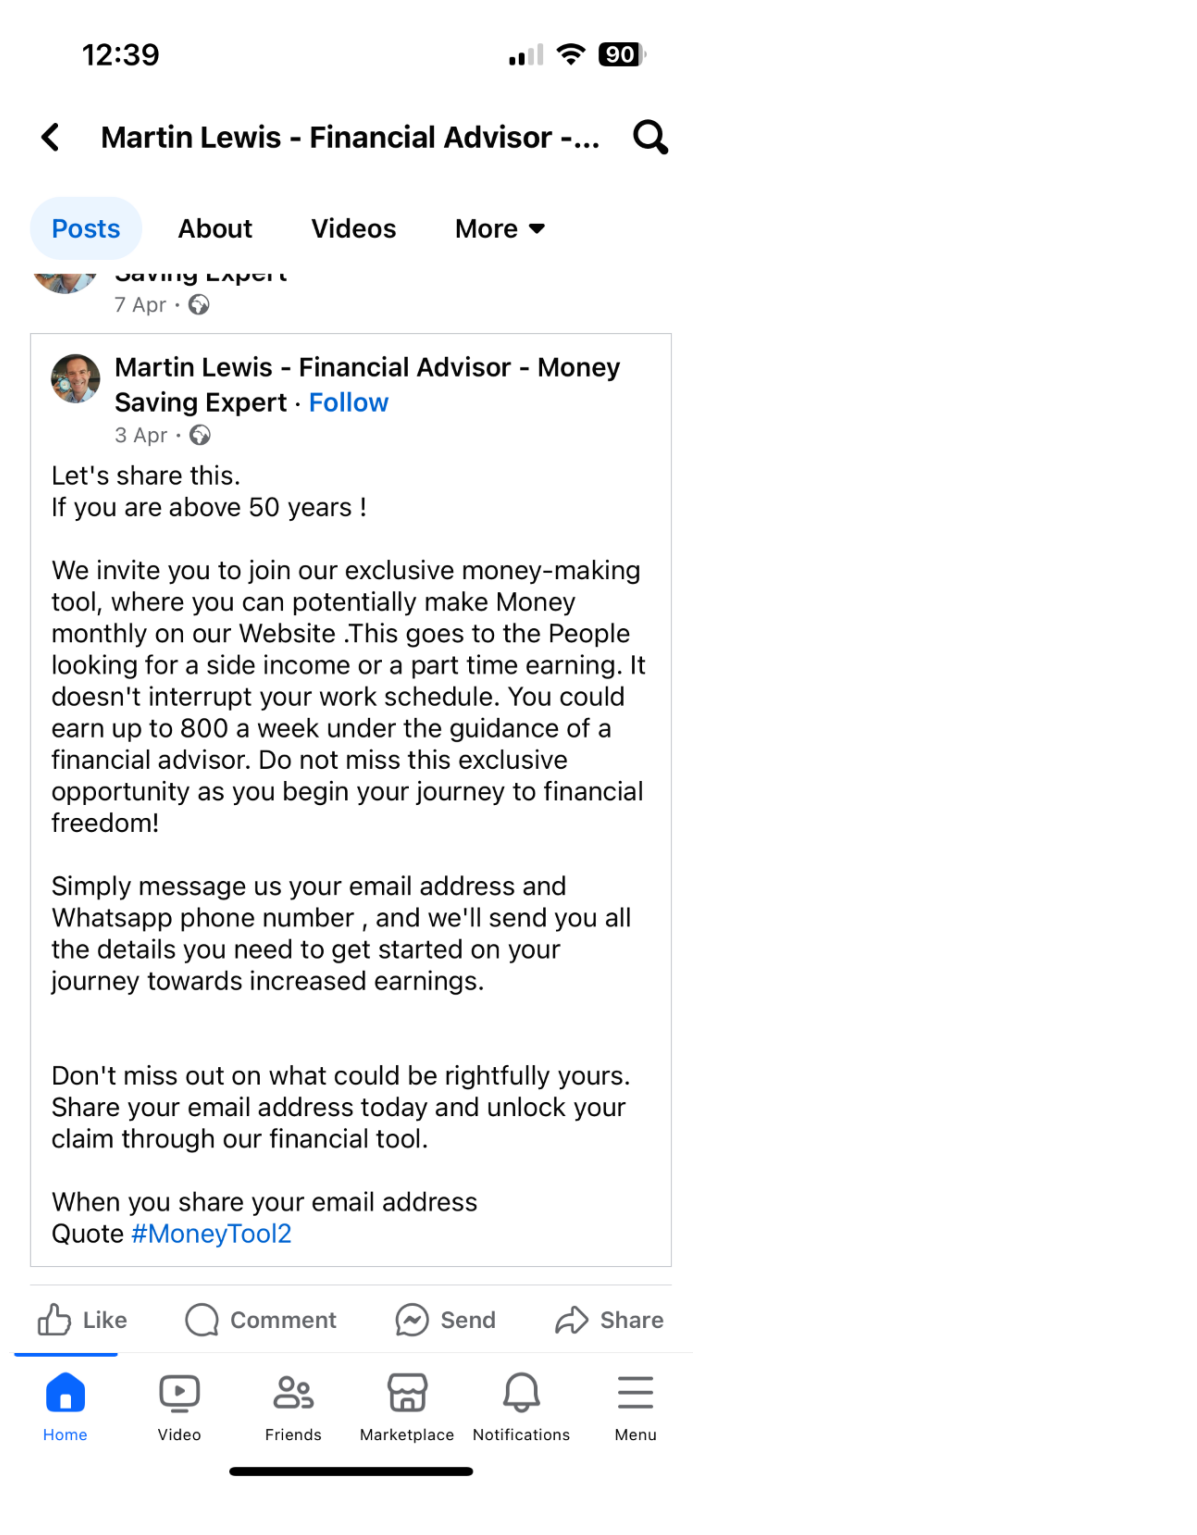 12:39
90
Martin Lewis - Financial Advisor -...
Posts About Videos More
Saving Expert
7 Apr ·
Martin Lewis - Financial Advisor - Money
Saving Expert · Follow
3 Apr ·
Let's share this.
If you are above 50 years !
We invite you to join our exclusive money-making
tool, where you can potentially make Money
monthly on our Website .This goes to the People
looking for a side income or a part time earning. It
doesn't interrupt your work schedule. You could
earn up to 800 a week under the guidance of a
financial advisor. Do not miss this exclusive
opportunity as you begin your journey to financial
freedom!
Simply message us your email address and
Whatsapp phone number , and we'll send you all
the details you need to get started on your
journey towards increased earnings.
Don't miss out on what could be rightfully yours.
Share your email address today and unlock your
claim through our financial tool.
When you share your email address
Quote #MoneyTool2
Like Comment Send Share
Home Video Friends Marketplace Notifications Menu